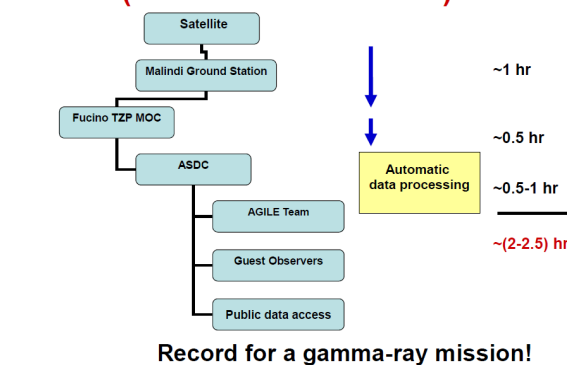 (
)
Satellite
Malindi Ground Station
~1 hr
Fucino TZP MOC
~0.5 hr
ASDC
Automatic
data processing
~0.5-1 hr
AGILE Team
~(2-2.5) hr
Guest Observers
Public data access
Record for a gamma-ray mission!